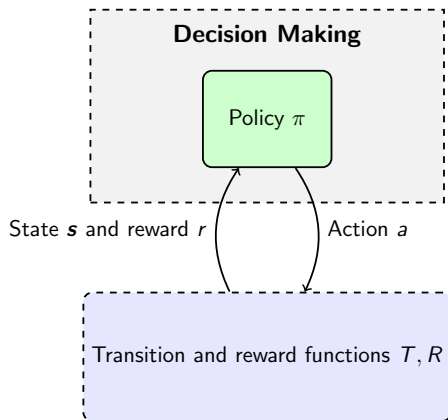 Decision Making
Policy π
State s and reward r
Action a
Transition and reward functions T, R